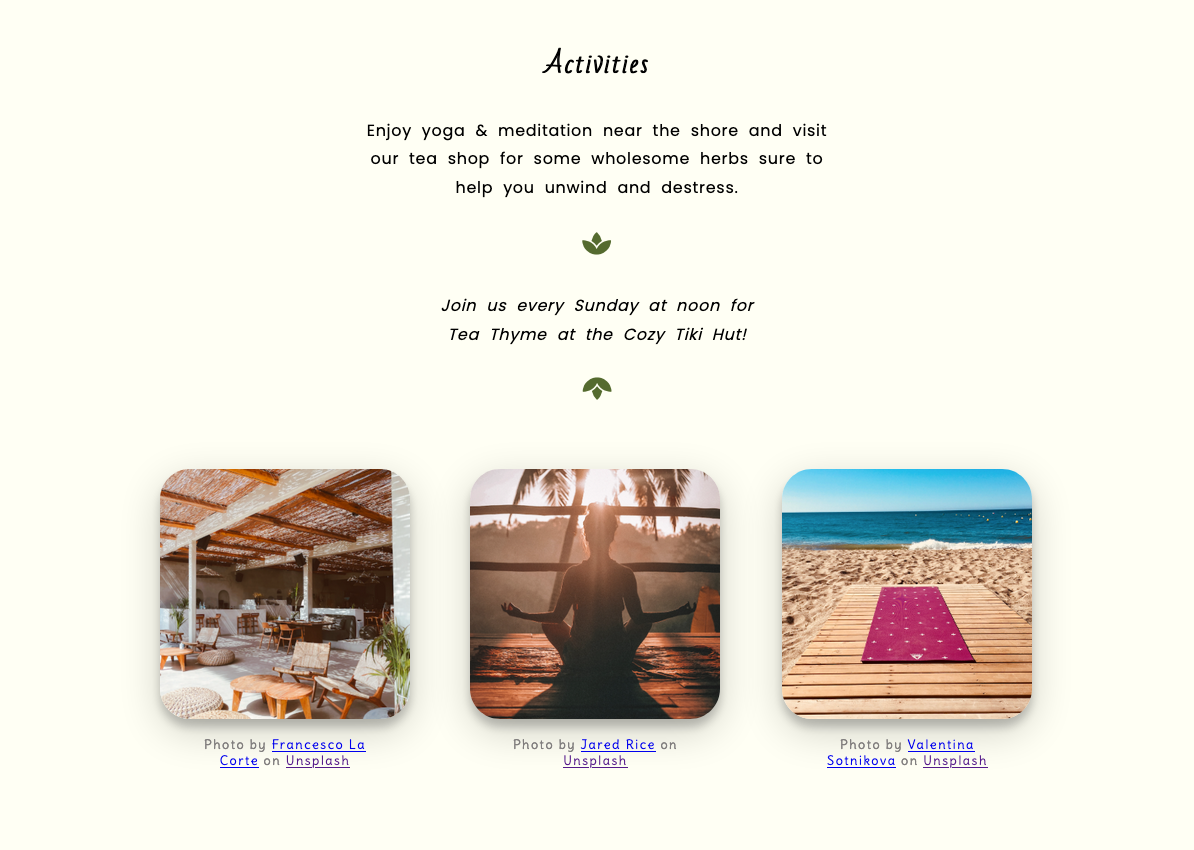 Activities
Enjoy yoga & meditation near the shore and visit
our tea shop for some wholesome herbs sure to
help you unwind and destress.
Join us every Sunday at noon for
Tea Thyme at the Cozy Tiki Hut!
Photo by Francesco La
Corte on Unsplash
Photo by Jared Rice on
Unsplash
Photo by Valentina
Sotnikova on Unsplash